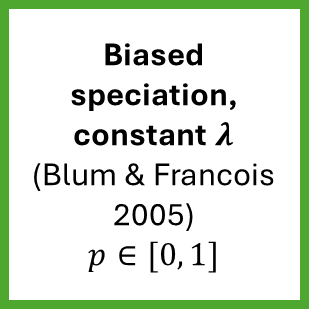 Biased
speciation,
constant λ
(Blum & Francois
2005)
p ∈ [0, 1]